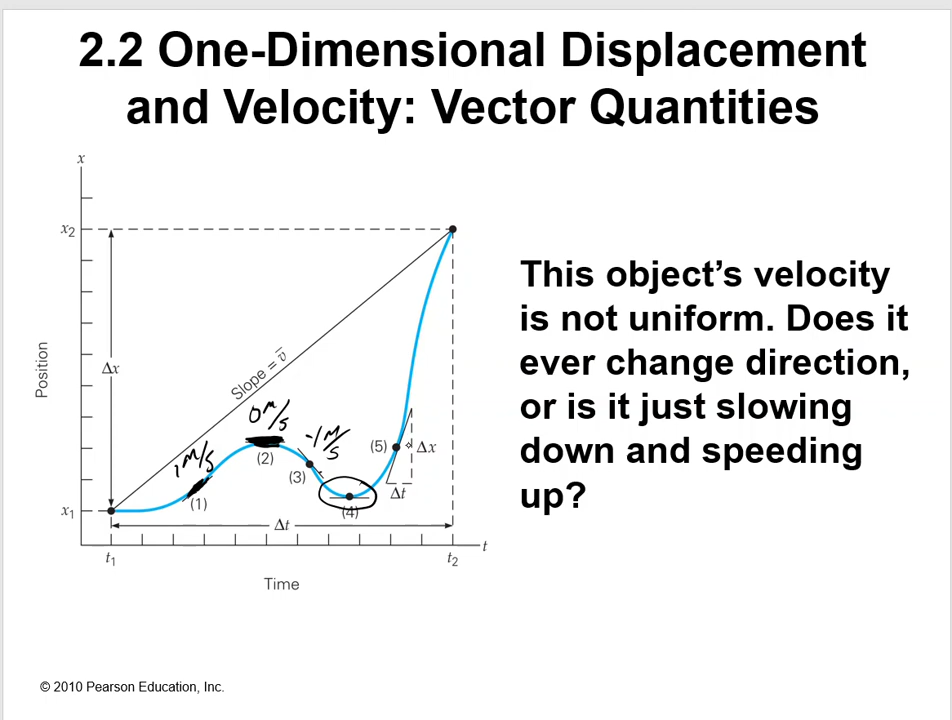 2.2 One-Dimensional Displacement
and Velocity: Vector Quantities
x
x₂
Position
Δx
Slope = v̅
0 m/s
1 m/s
-1 m/s
(1)
(2)
(3)
(4)
(5)
Δx
Δt
x₁
Δt
t₁
t₂
t
Time
This object’s velocity
is not uniform. Does it
ever change direction,
or is it just slowing
down and speeding
up?
© 2010 Pearson Education, Inc.